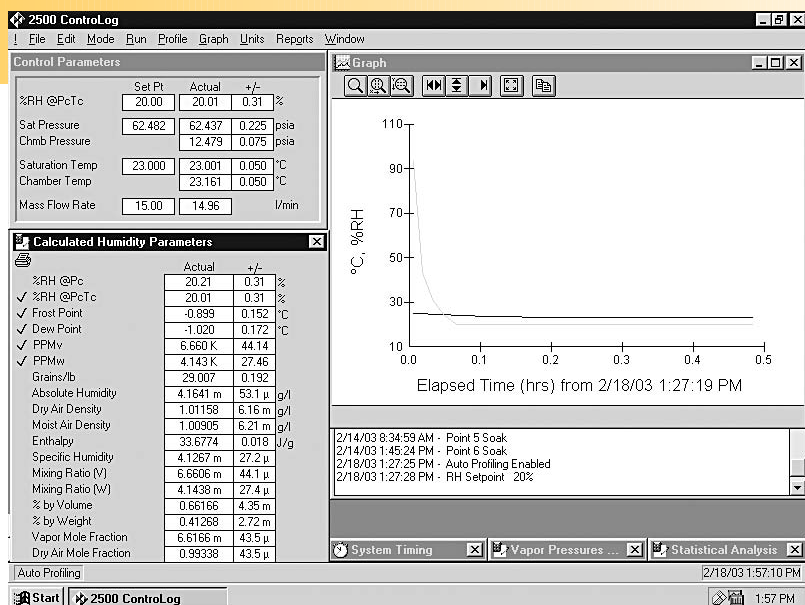 2500 ControLog
! File Edit Mode Run Profile Graph Units Reports Window
Control Parameters
Set Pt Actual +/-
%RH @PcTc 20.00 20.01 0.31 %
Sat Pressure 62.482 62.437 0.225 psia
Chmb Pressure 12.479 0.075 psia
Saturation Temp 23.000 23.001 0.050 °C
Chamber Temp 23.161 0.050 °C
Mass Flow Rate 15.00 14.96 l/min
Calculated Humidity Parameters
Actual +/-
%RH @Pc 20.21 0.31 %
%RH @PcTc 20.01 0.31 %
Frost Point -0.899 0.152 °C
Dew Point -1.020 0.172 °C
PPMv 6.660 K 44.14
PPMw 4.143 K 27.46
Grains/lb 29.007 0.192
Absolute Humidity 4.1641 m 53.1 µ g/l
Dry Air Density 1.01158 6.16 m g/l
Moist Air Density 1.00905 6.21 m g/l
Enthalpy 33.6774 0.018 J/g
Specific Humidity 4.1267 m 27.2 µ
Mixing Ratio (V) 6.6606 m 44.1 µ
Mixing Ratio (W) 4.1438 m 27.4 µ
% by Volume 0.66166 4.35 m
% by Weight 0.41268 2.72 m
Vapor Mole Fraction 6.6166 m 43.5 µ
Dry Air Mole Fraction 0.99338 43.5 µ
Graph
110
90
70
50
30
10
°C, %RH
0.0 0.1 0.2 0.3 0.4 0.5
Elapsed Time (hrs) from 2/18/03 1:27:19 PM
2/14/03 8:34:59 AM - Point 5 Soak
2/14/03 1:45:24 PM - Point 6 Soak
2/18/03 1:27:25 PM - Auto Profiling Enabled
2/18/03 1:27:28 PM - RH Setpoint 20%
System Timing
Vapor Pressures ...
Statistical Analysis
Auto Profiling
2/18/03 1:57:10 PM
Start
2500 ControLog
1:57 PM